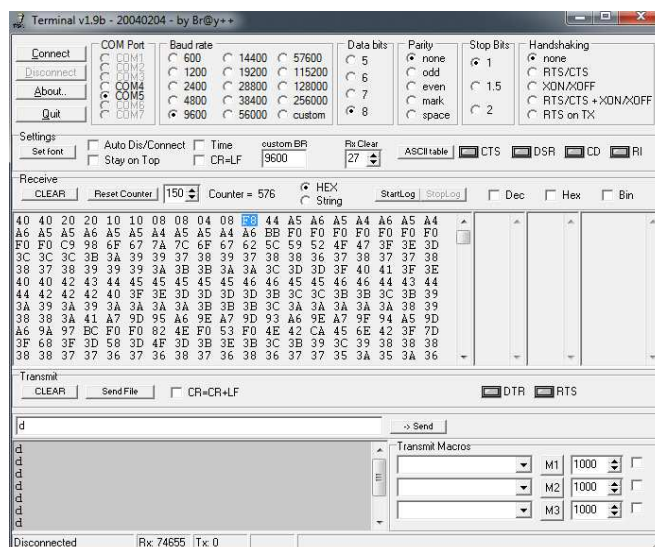 Terminal v1.9b - 20040204 - by Br@y++
Connect
Disconnect
About..
Quit
COM Port
COM1
COM2
COM3
COM4
COM5
COM6
COM7
Baud rate
600 14400 57600
1200 19200 115200
2400 28800 128000
4800 38400 256000
9600 56000 custom
Data bits
5
6
7
8
Parity
none
odd
even
mark
space
Stop Bits
1
1.5
2
Handshaking
none
RTS/CTS
XON/XOFF
RTS/CTS + XON/XOFF
RTS on TX
Settings
Set font
Auto Dis/Connect Time
Stay on Top CR=LF
custom BR
9600
Rx Clear
27
ASCII table CTS DSR CD RI
Receive
CLEAR Reset Counter 150 Counter = 576 HEX
String
StartLog StopLog Dec Hex Bin
40 40 20 20 10 10 08 08 04 08 F8 44 A5 A6 A5 A4 A6 A5 A4
A6 A5 A5 A6 A5 A5 A4 A5 A5 A4 A6 BB F0 F0 F0 F0 F0 F0 F0
F0 F0 C9 98 6F 67 7A 7C 6F 67 62 5C 59 52 4F 47 3F 3E 3D
3C 3C 3C 3B 3A 39 39 37 38 39 37 38 38 36 37 38 37 37 38
38 37 38 39 39 39 3A 3B 3B 3A 3A 3C 3D 3D 3F 40 41 3F 3E
40 40 42 43 44 45 45 45 45 46 46 45 45 46 46 44 43 44
44 42 42 42 40 3F 3E 3D 3D 3D 3D 3B 3C 3C 3B 3B 3C 3B 39
3A 39 3A 39 3A 3A 3A 3B 3B 3B 3C 3A 3A 3A 3A 3A 38 39
38 38 3A 41 A7 9D 95 A6 9E A7 9D 93 A6 9E A7 9F 94 A5 9D
A6 9A 97 BC F0 F0 82 4E F0 53 F0 4E 42 CA 45 6E 42 3F 7D
3F 68 3F 3D 58 3D 4F 3D 3B 3E 3B 3C 3B 39 3C 39 38 38 38
38 38 37 37 36 37 36 38 37 36 38 36 37 37 35 3A 35 3A 36
Transmit
CLEAR Send File CR=CR+LF DTR RTS
d
-> Send
d
d
d
d
d
d
d
Transmit Macros
M1 1000
M2 1000
M3 1000
Disconnected Rx: 74655 Tx: 0